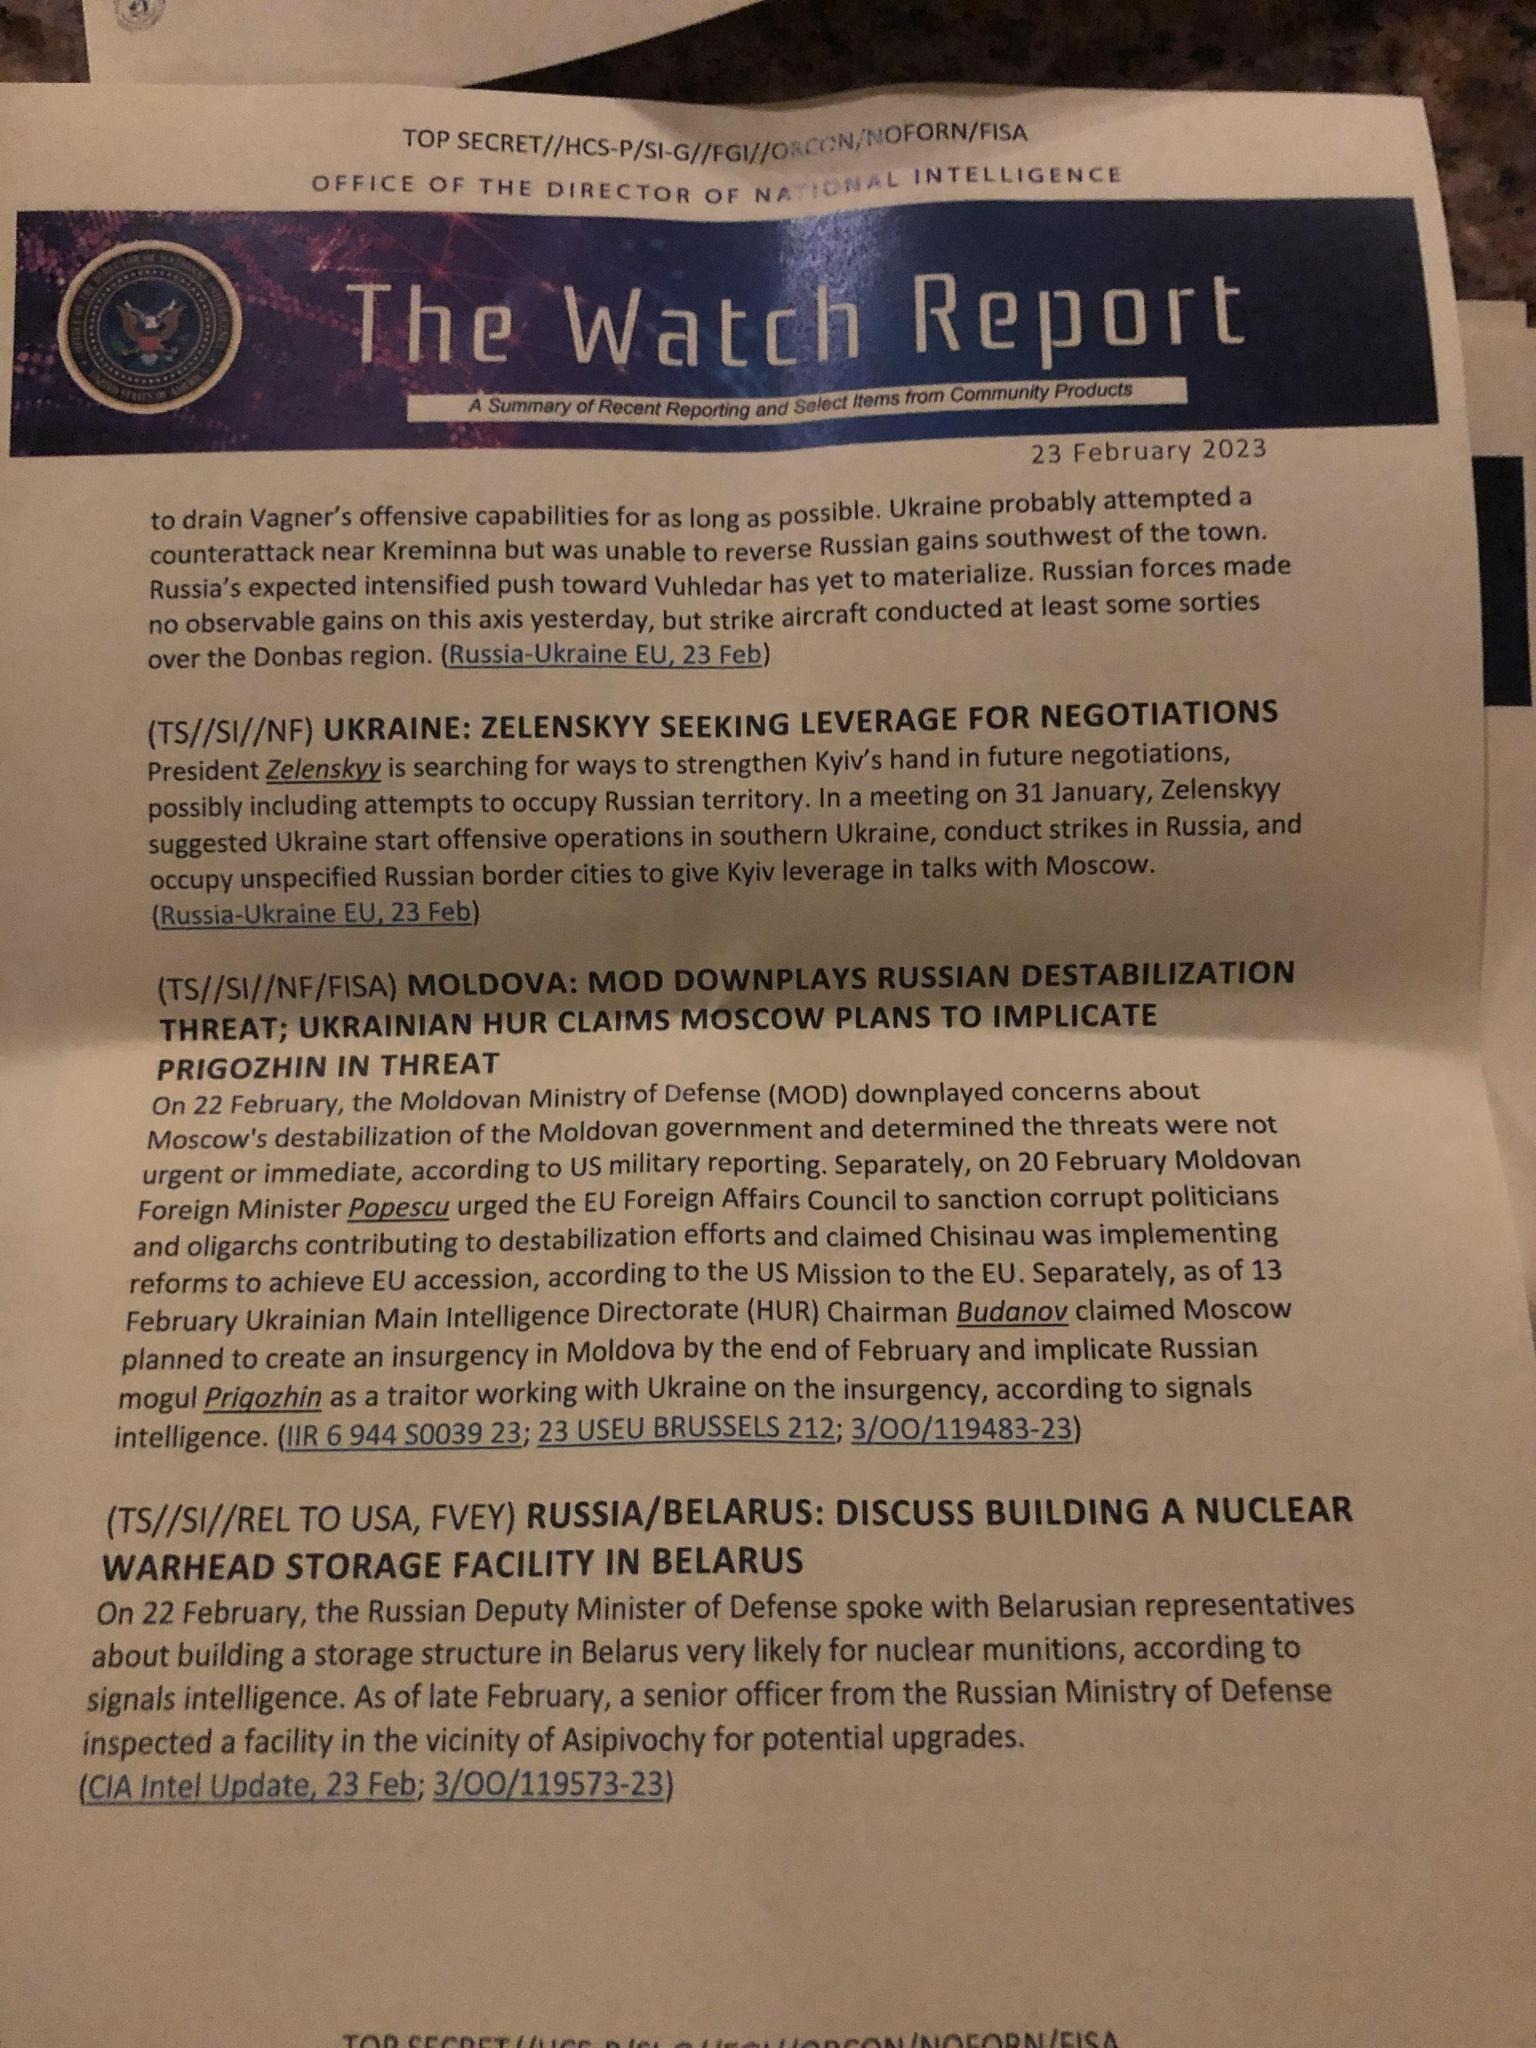 TOP SECRET//HCS-P/SI-G//FGI//ORCON/NOFORN/FISA
OFFICE OF THE DIRECTOR OF NATIONAL INTELLIGENCE
The Watch Report
A Summary of Recent Reporting and Select Items from Community Products
23 February 2023
to drain Vagner's offensive capabilities for as long as possible. Ukraine probably attempted a
counterattack near Kreminna but was unable to reverse Russian gains southwest of the town.
Russia's expected intensified push toward Vuhledar has yet to materialize. Russian forces made
no observable gains on this axis yesterday, but strike aircraft conducted at least some sorties
over the Donbas region. (Russia-Ukraine EU, 23 Feb)
(TS//SI//NF) UKRAINE: ZELENSKYY SEEKING LEVERAGE FOR NEGOTIATIONS
President Zelenskyy is searching for ways to strengthen Kyiv's hand in future negotiations,
possibly including attempts to occupy Russian territory. In a meeting on 31 January, Zelenskyy
suggested Ukraine start offensive operations in southern Ukraine, conduct strikes in Russia, and
occupy unspecified Russian border cities to give Kyiv leverage in talks with Moscow.
(Russia-Ukraine EU, 23 Feb)
(TS//SI//NF/FISA) MOLDOVA: MOD DOWNPLAYS RUSSIAN DESTABILIZATION
THREAT; UKRAINIAN HUR CLAIMS MOSCOW PLANS TO IMPLICATE
PRIGOZHIN IN THREAT
On 22 February, the Moldovan Ministry of Defense (MOD) downplayed concerns about
Moscow's destabilization of the Moldovan government and determined the threats were not
urgent or immediate, according to US military reporting. Separately, on 20 February Moldovan
Foreign Minister Popescu urged the EU Foreign Affairs Council to sanction corrupt politicians
and oligarchs contributing to destabilization efforts and claimed Chisinau was implementing
reforms to achieve EU accession, according to the US Mission to the EU. Separately, as of 13
February Ukrainian Main Intelligence Directorate (HUR) Chairman Budanov claimed Moscow
planned to create an insurgency in Moldova by the end of February and implicate Russian
mogul Prigozhin as a traitor working with Ukraine on the insurgency, according to signals
intelligence. (IIR 6 944 S0039 23; 23 USEU BRUSSELS 212; 3/OO/119483-23)
(TS//SI//REL TO USA, FVEY) RUSSIA/BELARUS: DISCUSS BUILDING A NUCLEAR
WARHEAD STORAGE FACILITY IN BELARUS
On 22 February, the Russian Deputy Minister of Defense spoke with Belarusian representatives
about building a storage structure in Belarus very likely for nuclear munitions, according to
signals intelligence. As of late February, a senior officer from the Russian Ministry of Defense
inspected a facility in the vicinity of Asipivochy for potential upgrades.
(CIA Intel Update, 23 Feb; 3/OO/119573-23)
TOP SECRET//HCS-P/SI-G//FGI//ORCON/NOFORN/FISA